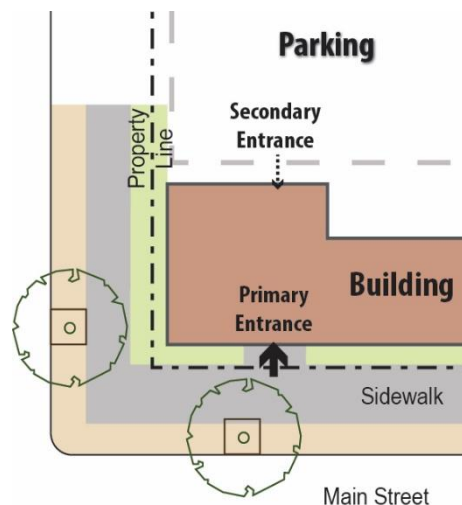 Parking
Secondary
Entrance
Property
Line
Primary
Entrance
Building
Sidewalk
Main Street